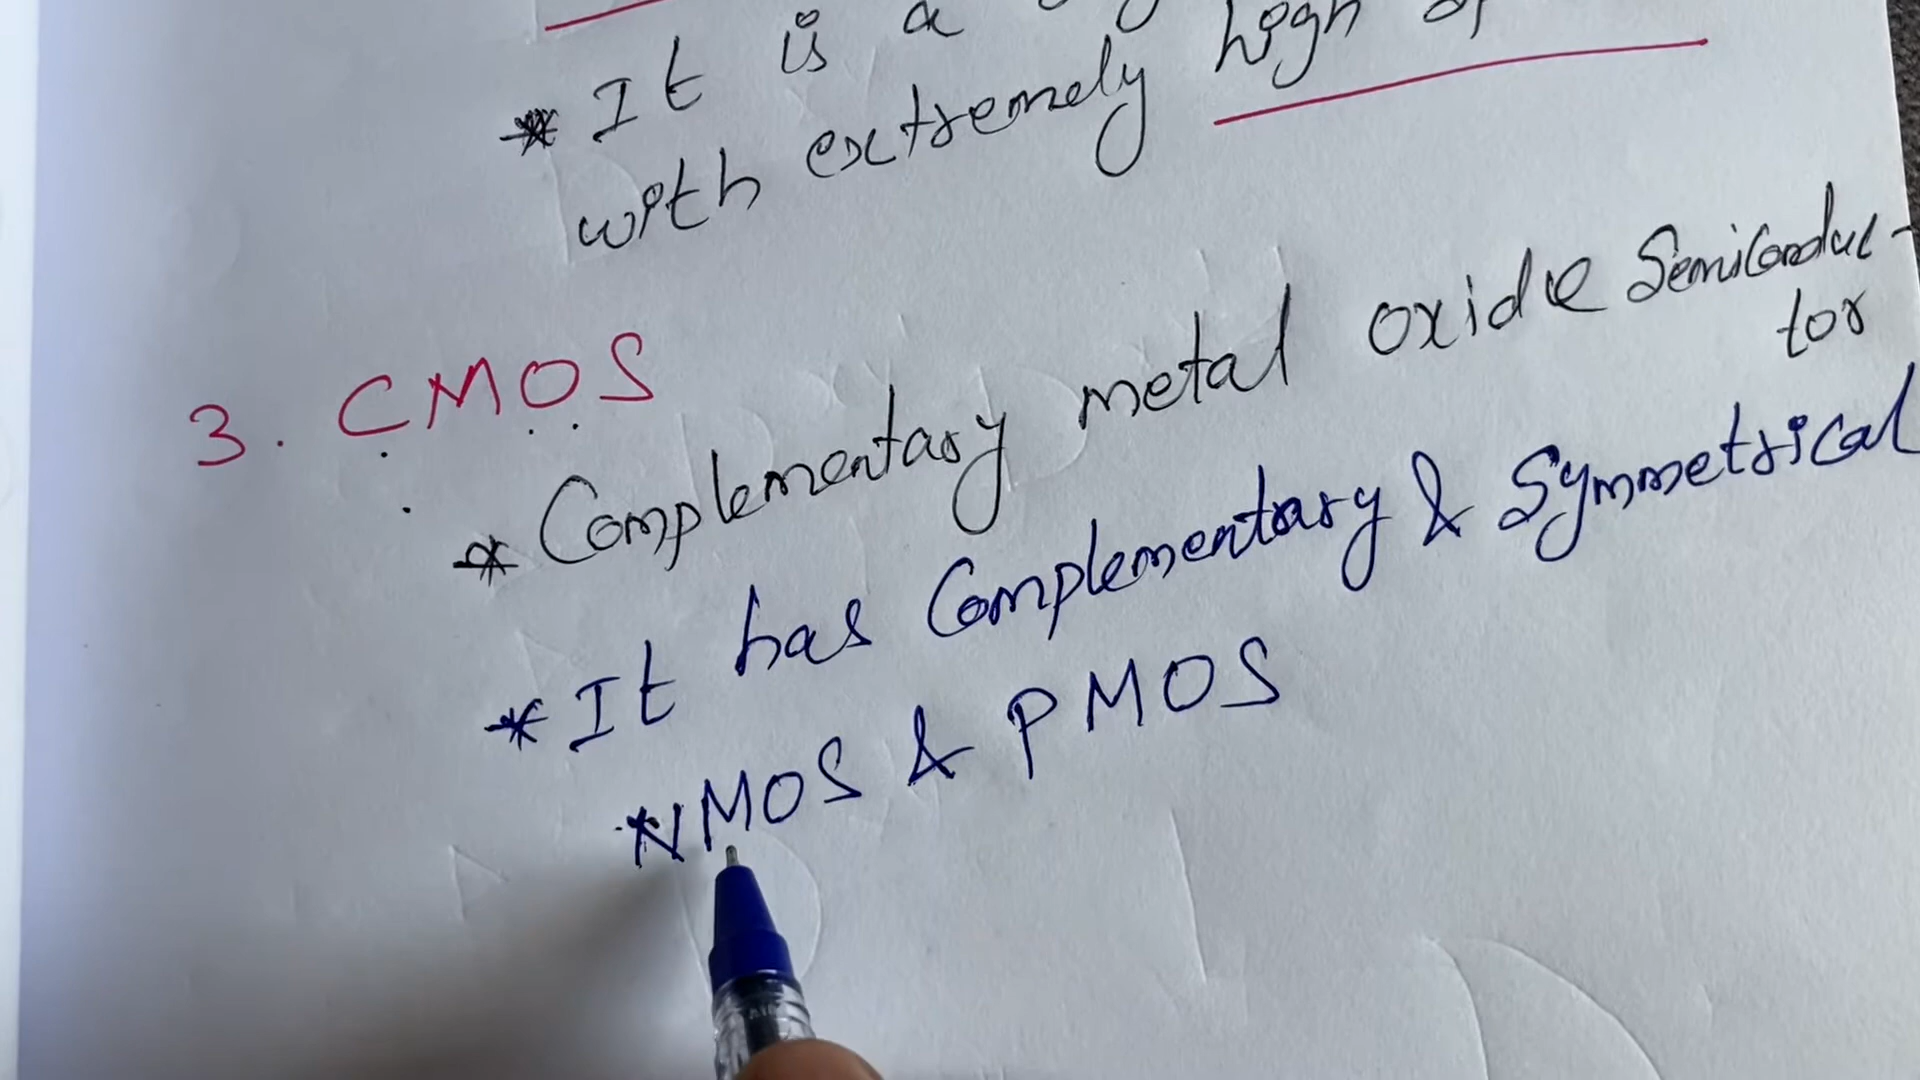 * It is a
with extremely high
3. CMOS
* Complementary metal oxide Semiconduc-
tor
* It has Complementary & Symmetrical
NMOS & PMOS